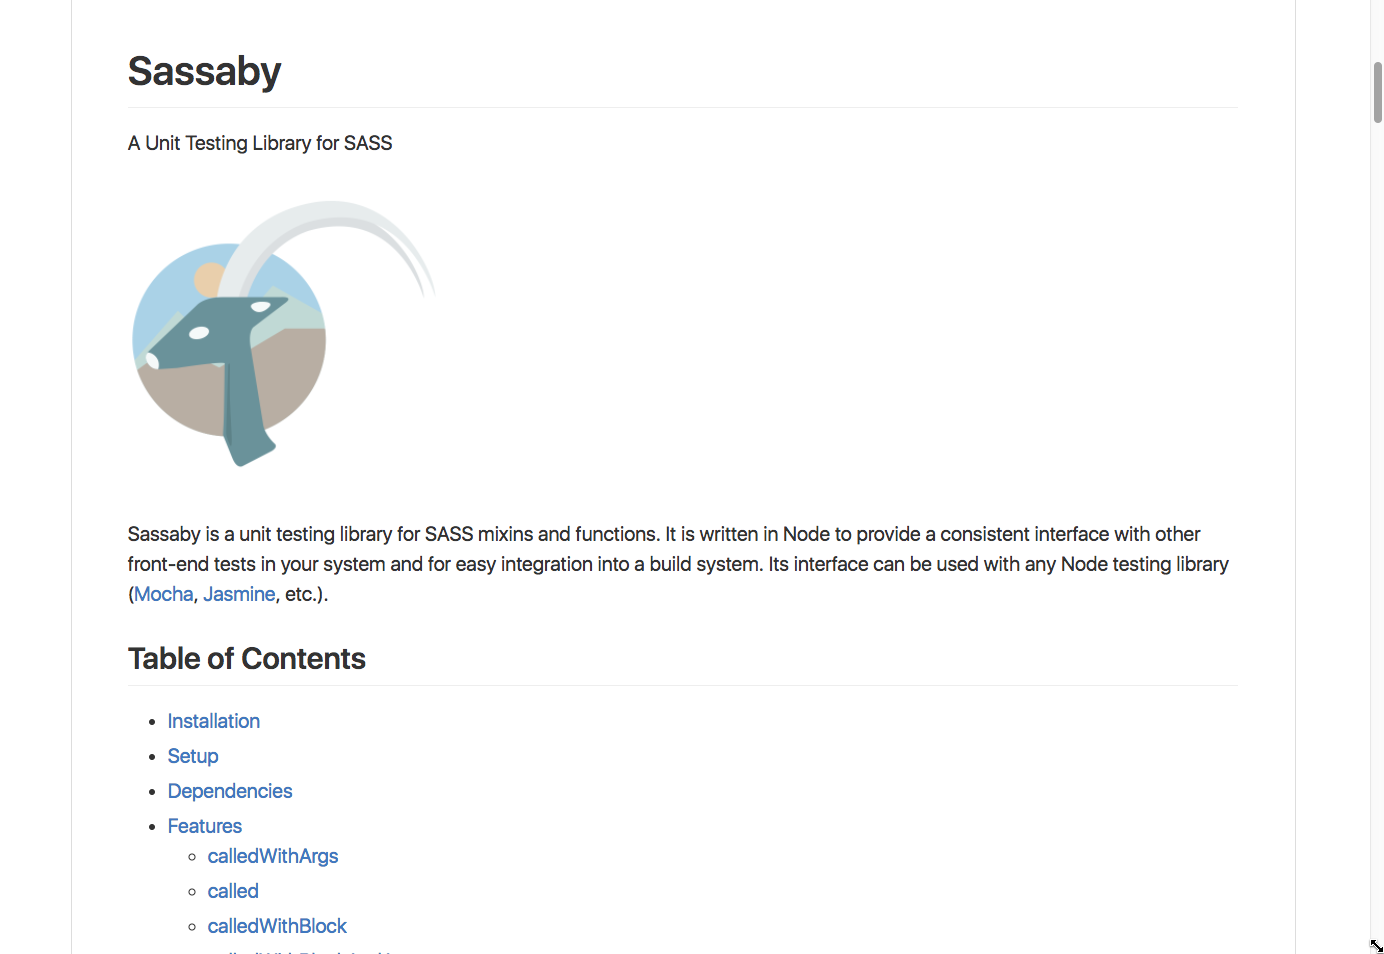 Sassaby
A Unit Testing Library for SASS
Sassaby is a unit testing library for SASS mixins and functions. It is written in Node to provide a consistent interface with other
front-end tests in your system and for easy integration into a build system. Its interface can be used with any Node testing library
(Mocha, Jasmine, etc.).
Table of Contents
Installation
Setup
Dependencies
Features
calledWithArgs
called
calledWithBlock